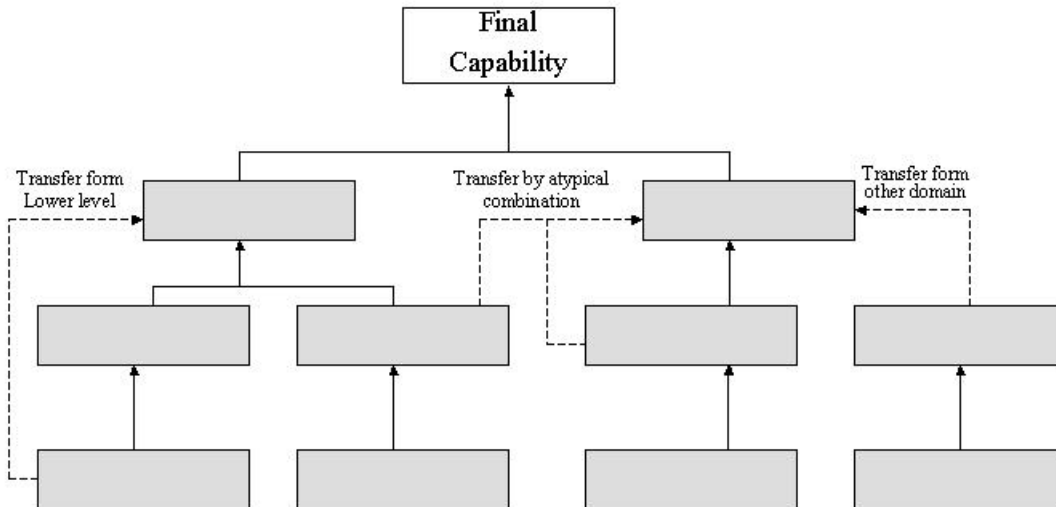 Final
Capability
Transfer form
Lower level
Transfer by atypical
combination
Transfer form
other domain